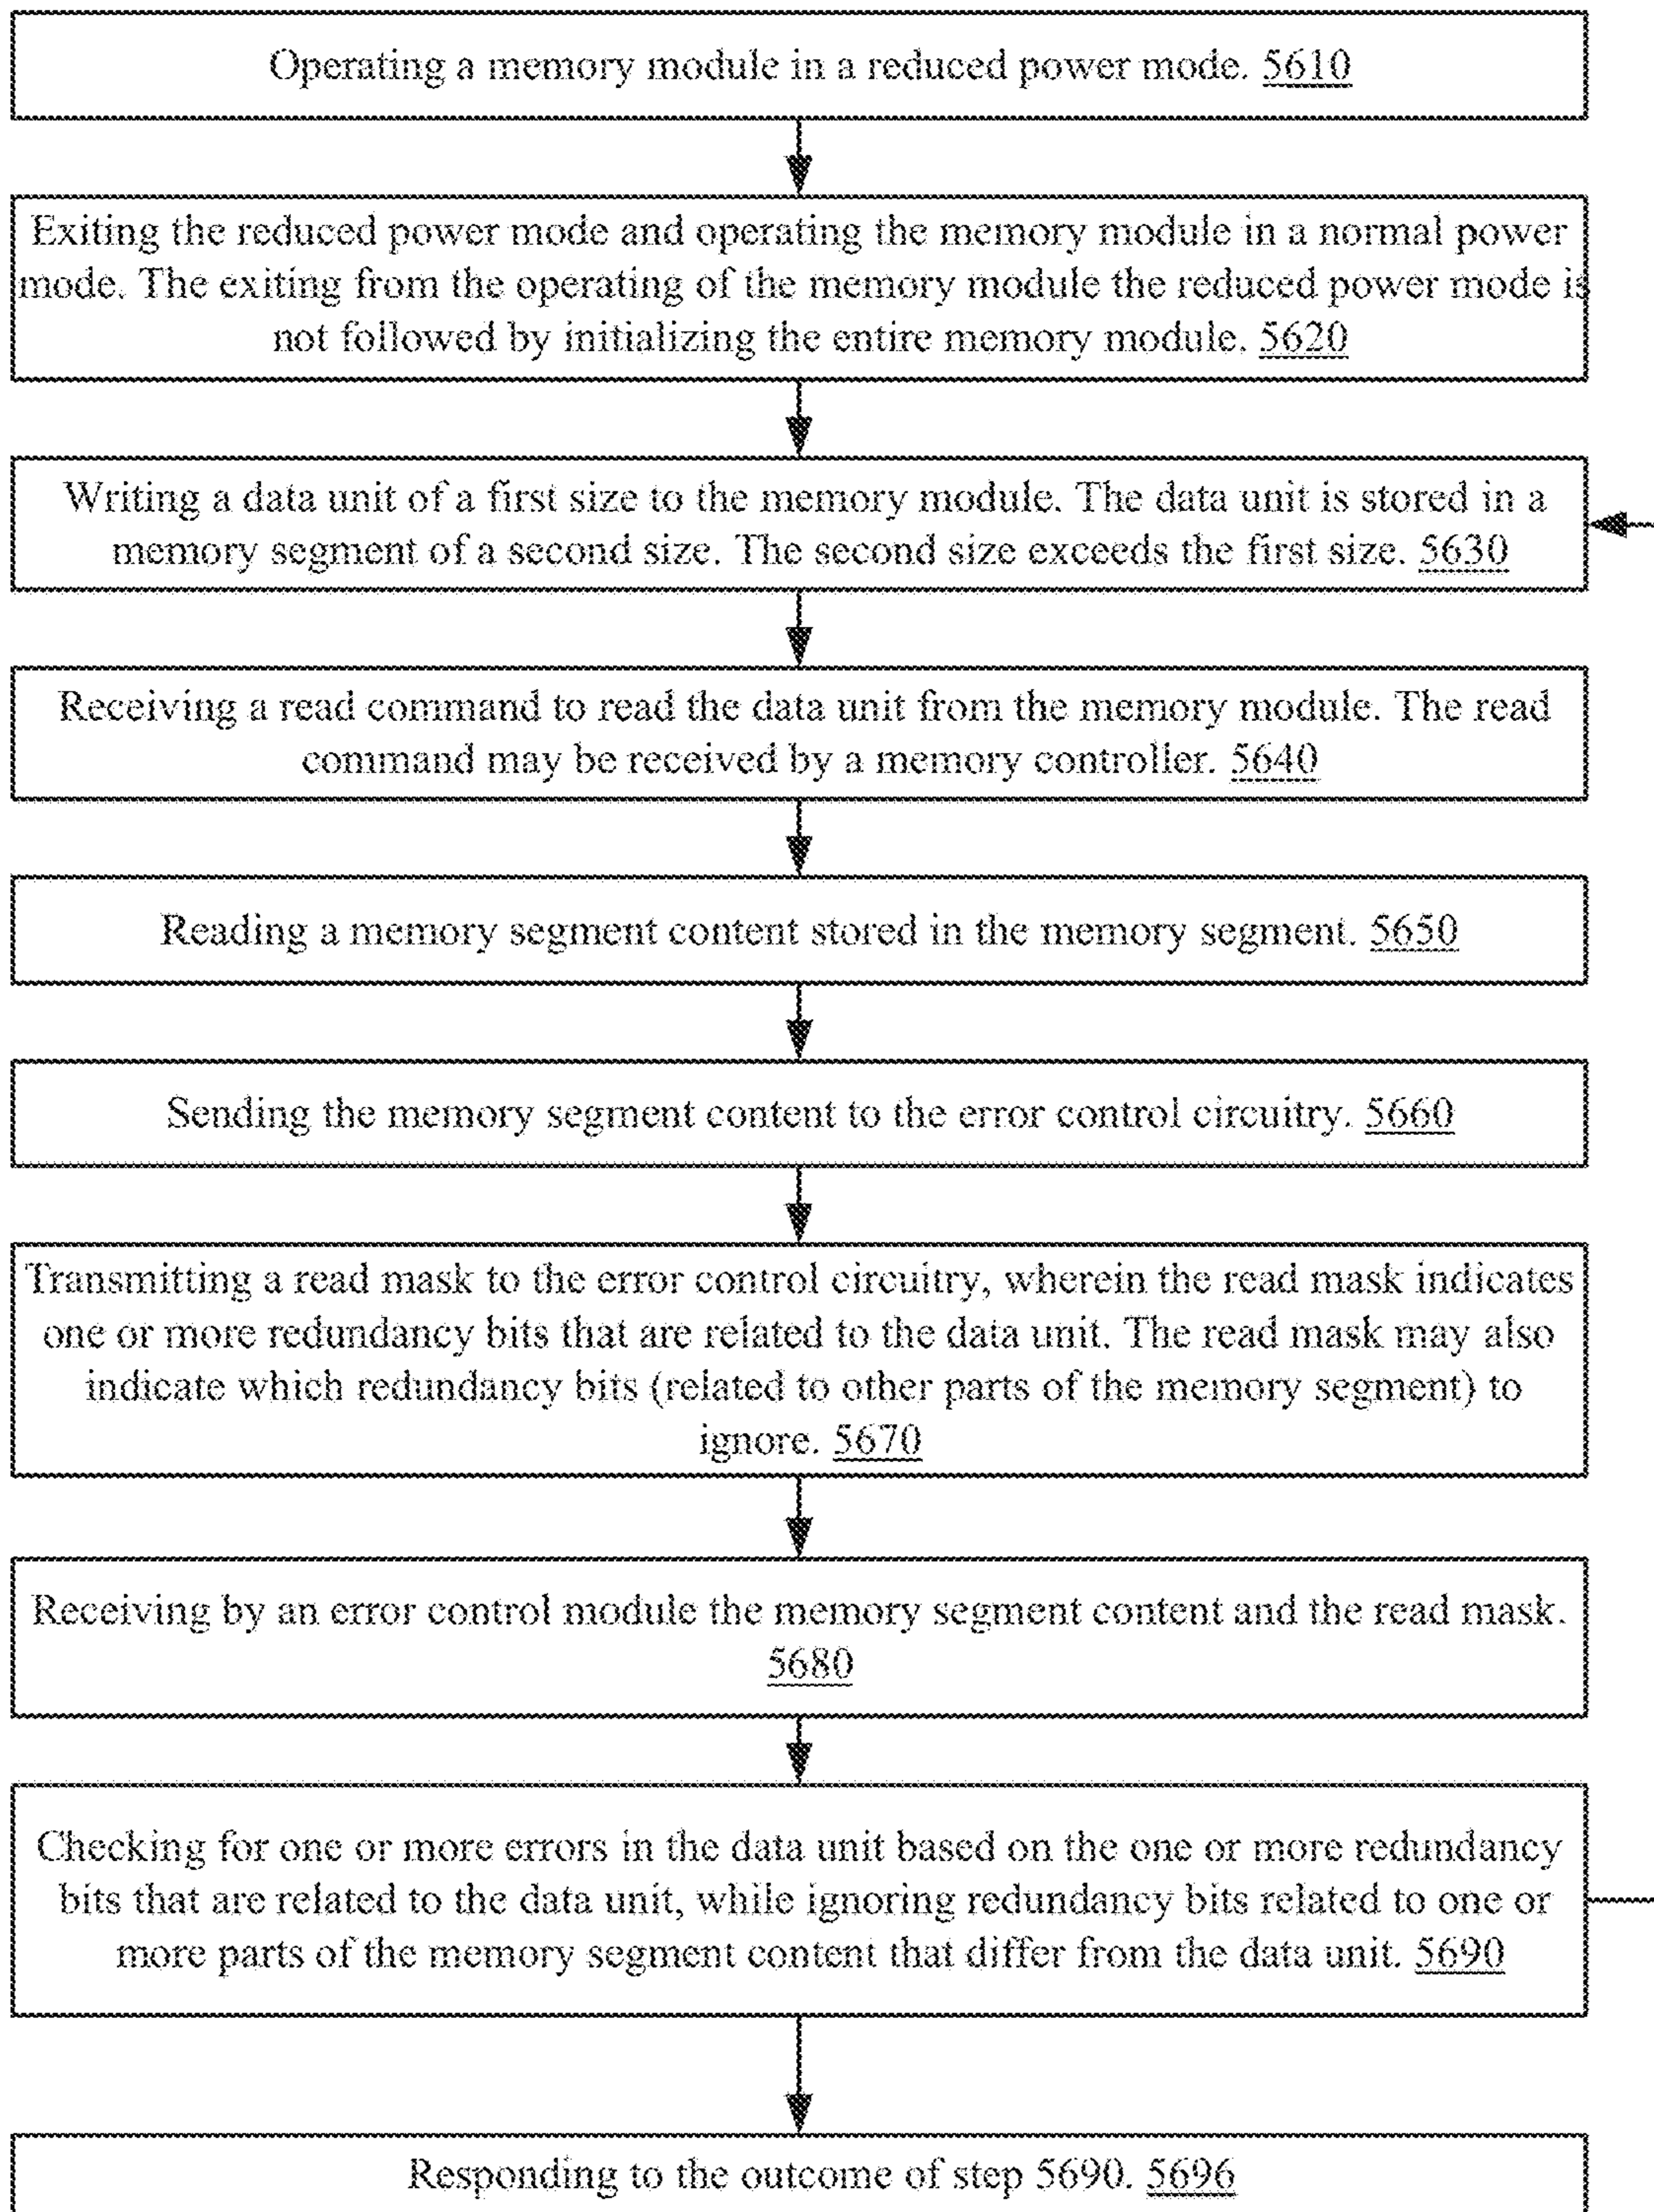 Operating a memory module in a reduced power mode. 5610
Exiting the reduced power mode and operating the memory module in a normal power
mode. The exiting from the operating of the memory module the reduced power mode is
not followed by initializing the entire memory module. 5620
Writing a data unit of a first size to the memory module. The data unit is stored in a
memory segment of a second size. The second size exceeds the first size. 5630
Receiving a read command to read the data unit from the memory module. The read
command may be received by a memory controller. 5640
Reading a memory segment content stored in the memory segment. 5650
Sending the memory segment content to the error control circuitry. 5660
Transmitting a read mask to the error control circuitry, wherein the read mask indicates
one or more redundancy bits that are related to the data unit. The read mask may also
indicate which redundancy bits (related to other parts of the memory segment) to
ignore. 5670
Receiving by an error control module the memory segment content and the read mask.
5680
Checking for one or more errors in the data unit based on the one or more redundancy
bits that are related to the data unit, while ignoring redundancy bits related to one or
more parts of the memory segment content that differ from the data unit. 5690
Responding to the outcome of step 5690. 5696